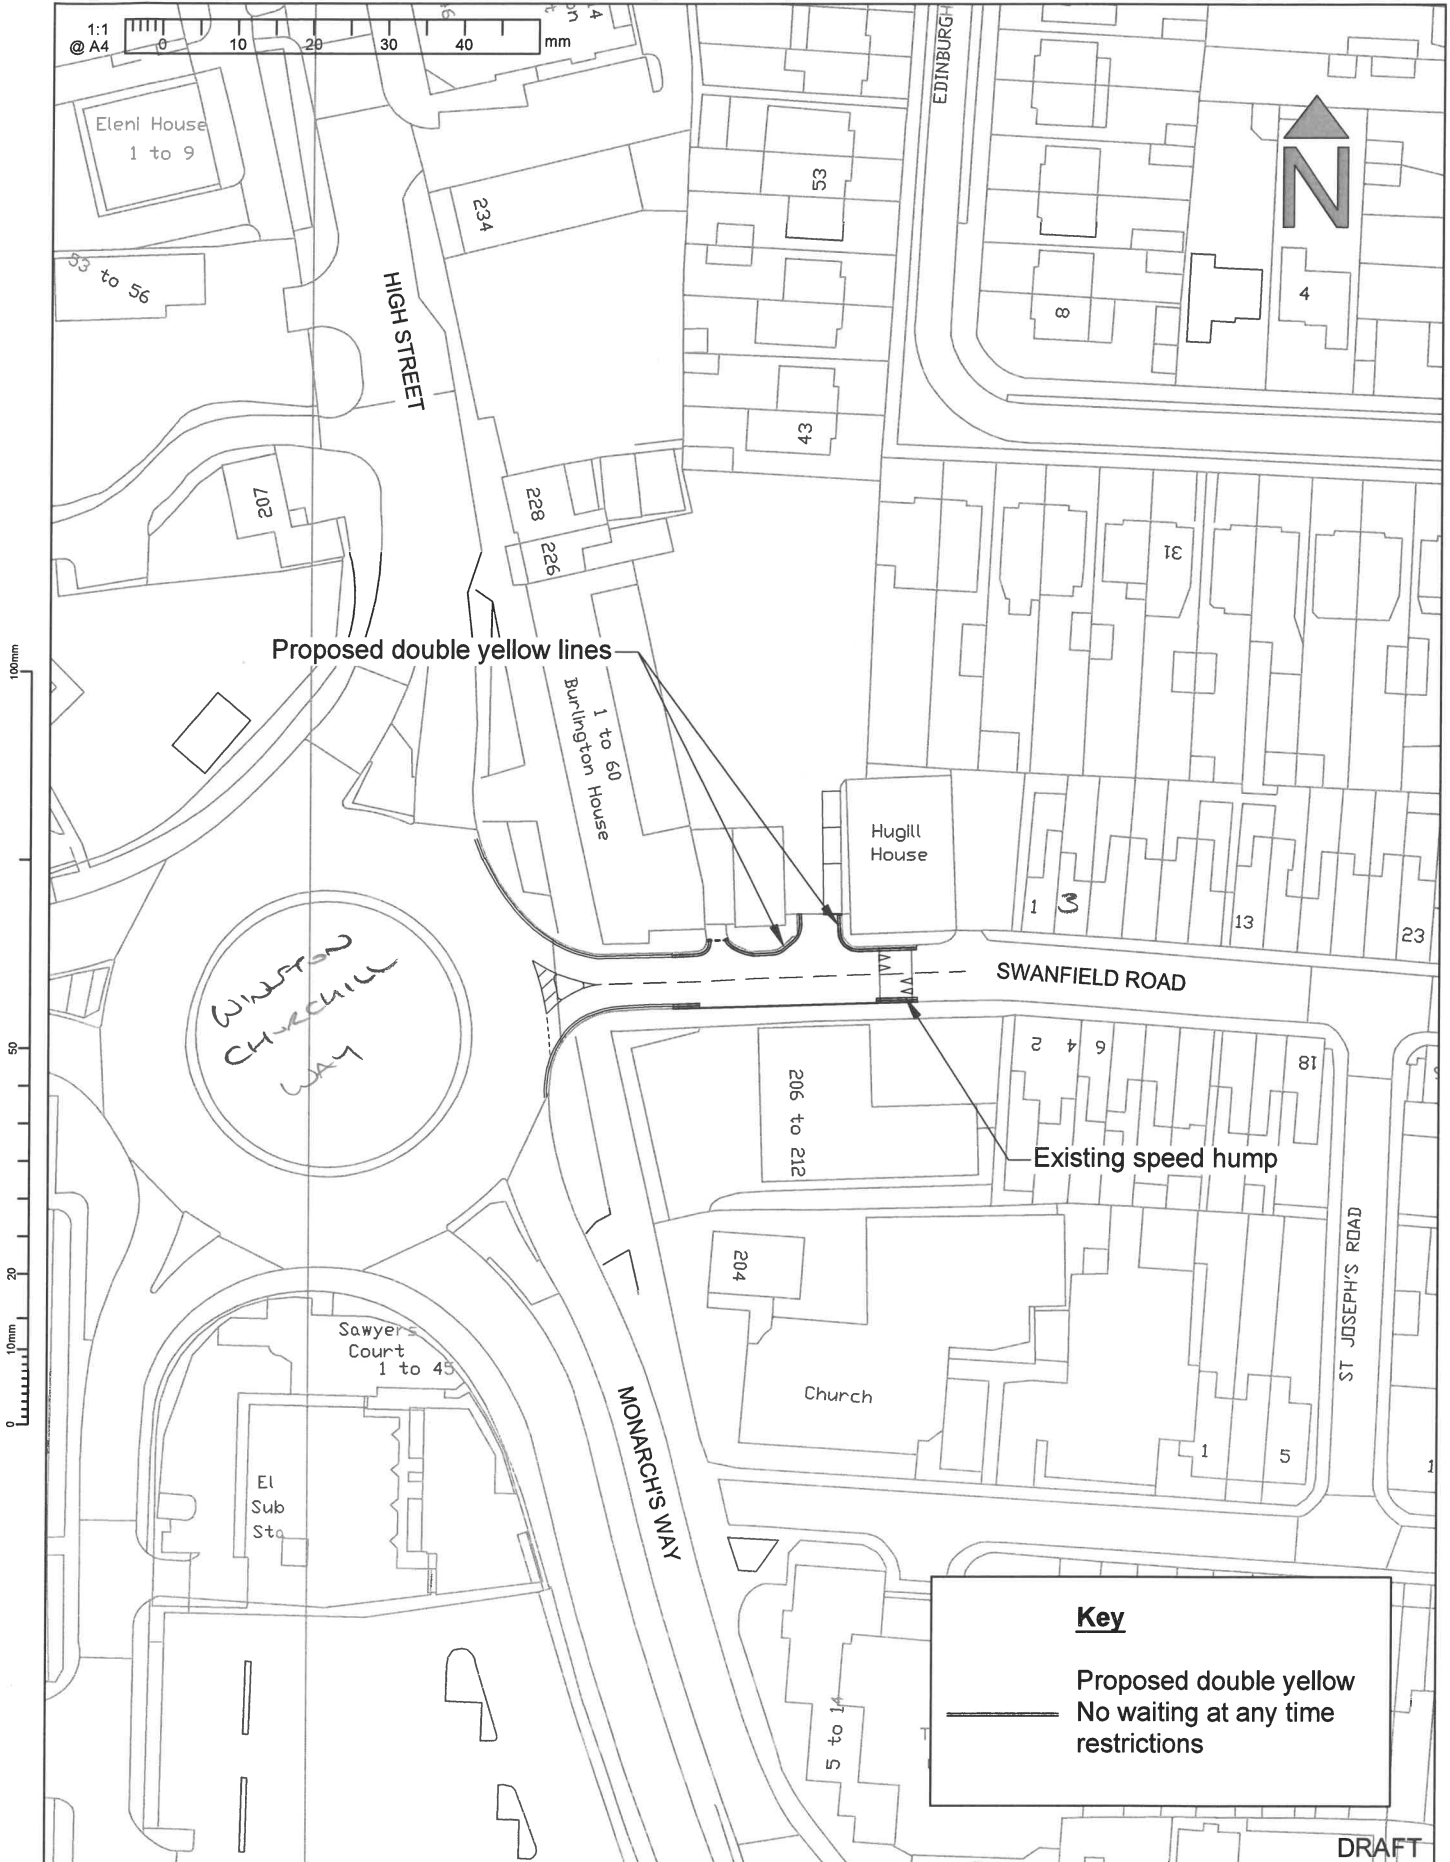 1:1
@ A4
0 10 20 30 40 mm
EDINBURGH
Eleni House
1 to 9
N
53
234
53 to 56
HIGH STREET
8
4
43
207
228
226
31
Proposed double yellow lines
100mm
1 to 60
Burlington House
Hugill
House
1
3
13
23
WINSTON
CHURCHILL
WAY
SWANFIELD ROAD
50
2
4
6
18
206 to 212
Existing speed hump
204
ST JOSEPH'S ROAD
20
10mm
0
Sawyers
Court
1 to 45
Church
MONARCH'S WAY
1
5
El
Sub
Sta
Key
Proposed double yellow
No waiting at any time
restrictions
5 to 14
DRAFT